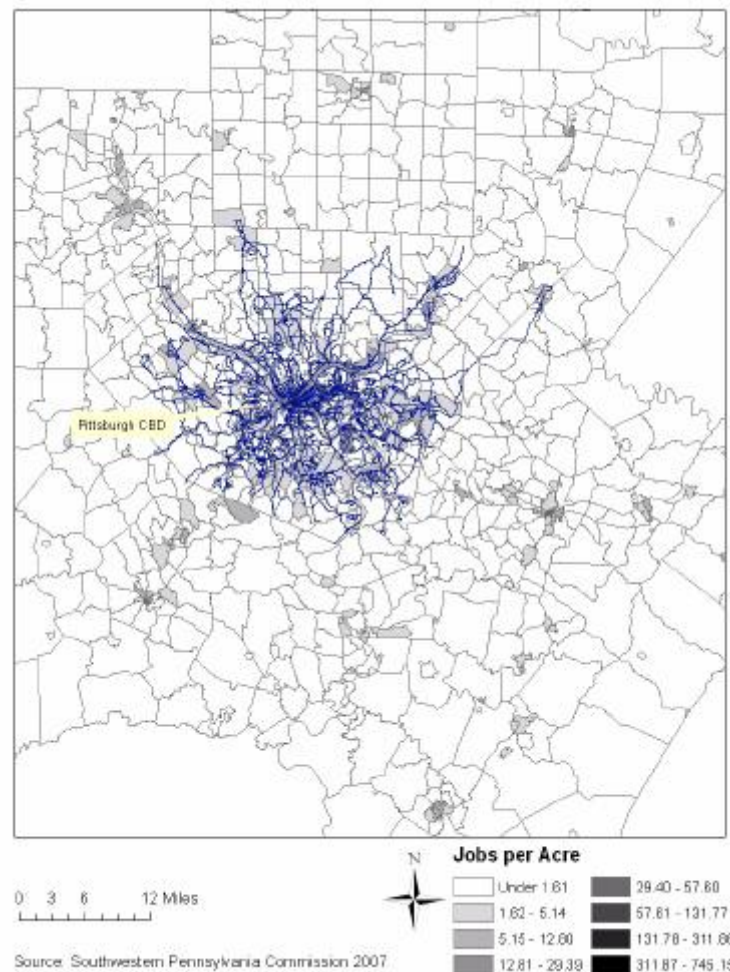 Pittsburgh CBD
N
Jobs per Acre
0 3 6 12 Miles
Under 1.61
1.62 - 5.14
5.15 - 12.80
12.81 - 29.39
29.40 - 57.60
57.61 - 131.77
131.78 - 311.86
311.87 - 745.19
Source: Southwestern Pennsylvania Commission 2007